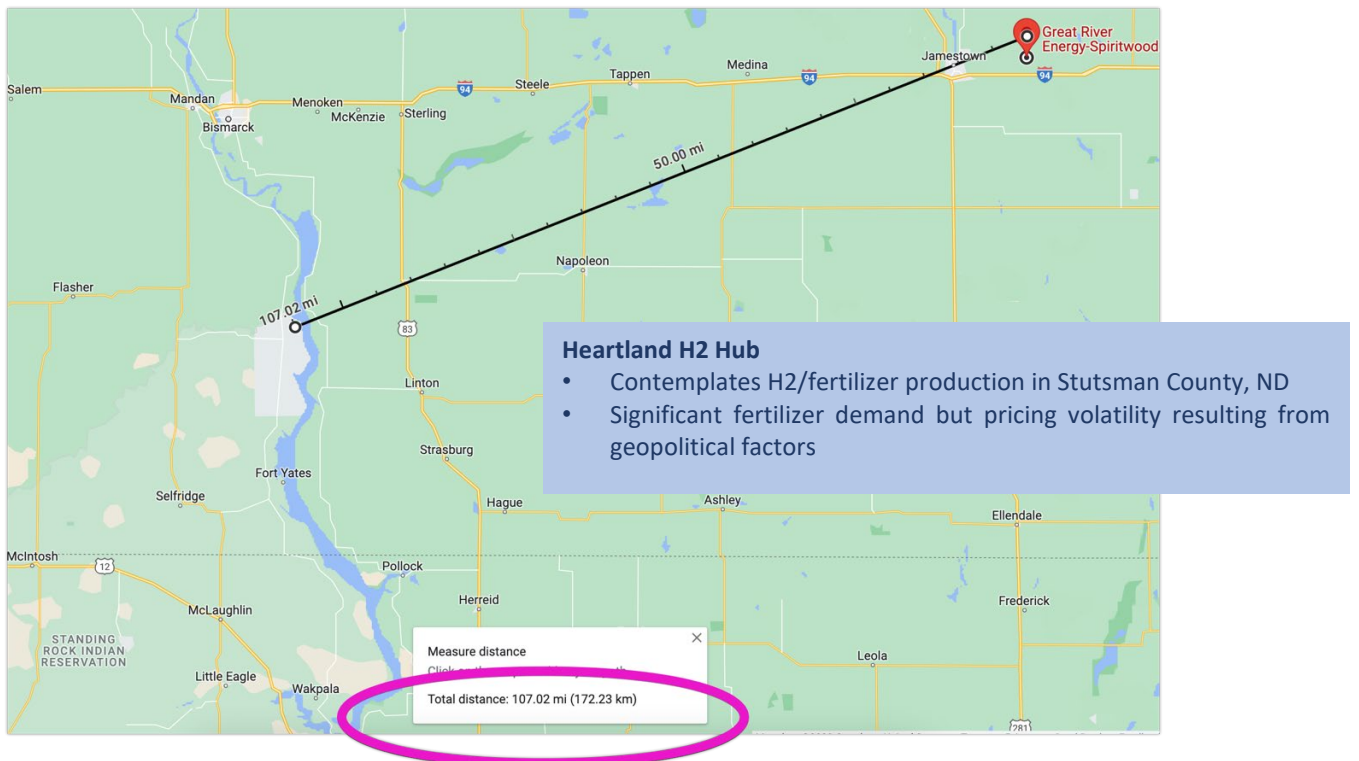 Great River
Energy-Spiritwood
Jamestown
94
Medina
94
Tappen
Steele
94
Salem
Mandan
Menoken
McKenzie
Sterling
Bismarck
50.00 mi
Napoleon
Flasher
107.02 mi
83
Heartland H2 Hub
• Contemplates H2/fertilizer production in Stutsman County, ND
• Significant fertilizer demand but pricing volatility resulting from
geopolitical factors
Linton
Strasburg
Fort Yates
Selfridge
Hague
Ashley
Ellendale
McIntosh
12
Pollock
Herreid
Frederick
McLaughlin
STANDING
ROCK INDIAN
RESERVATION
Little Eagle
Wakpala
Leola
Measure distance
Total distance: 107.02 mi (172.23 km)
281